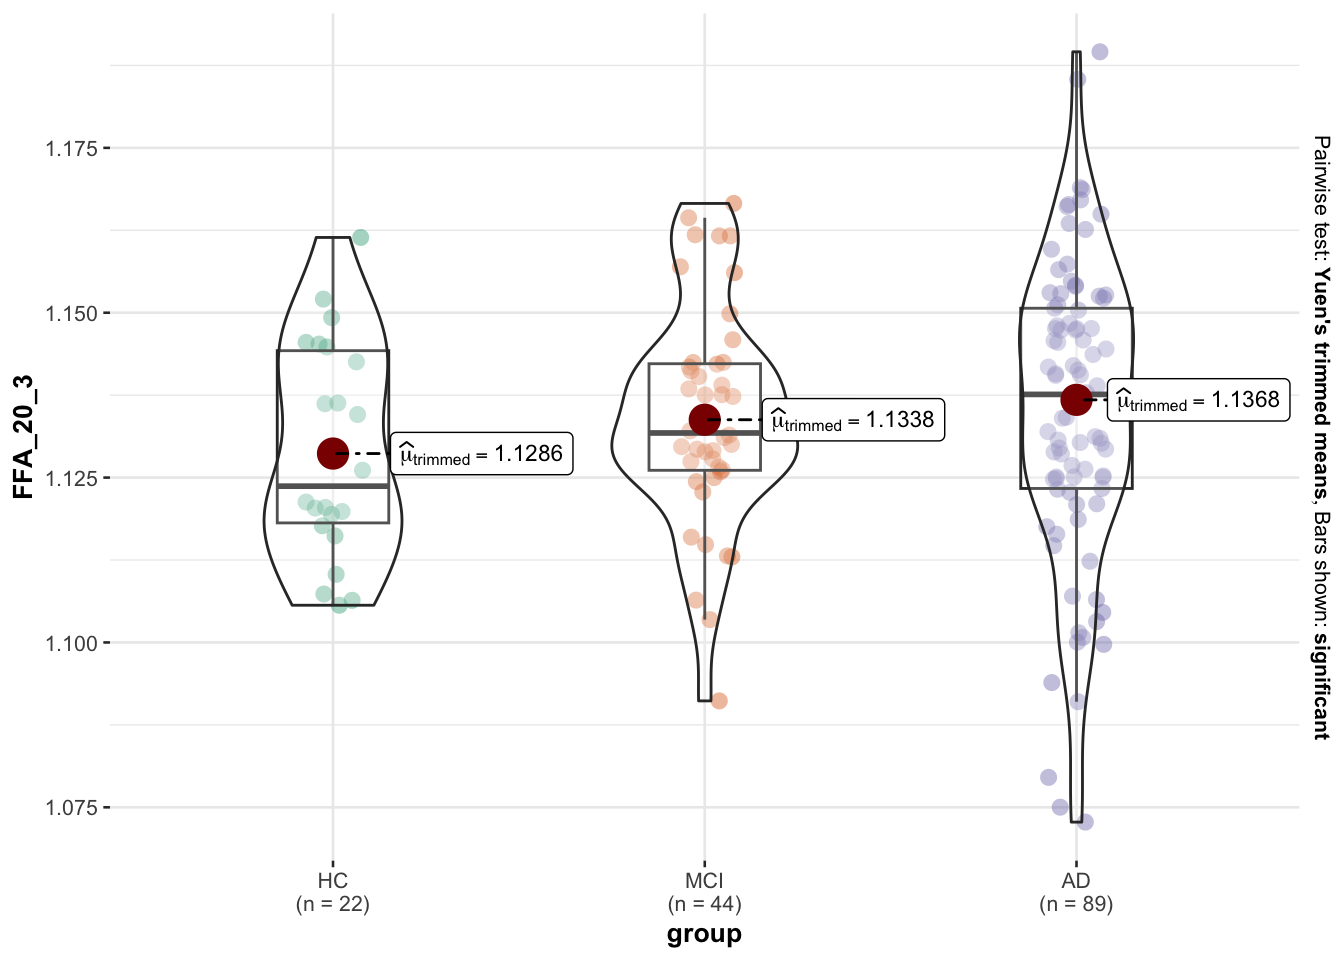 1.175
1.150
1.125
1.100
1.075
FFA_20_3
μ̂trimmed = 1.1286
μ̂trimmed = 1.1338
μ̂trimmed = 1.1368
HC
(n = 22)
MCI
(n = 44)
AD
(n = 89)
group
Pairwise test: Yuen's trimmed means, Bars shown: significant